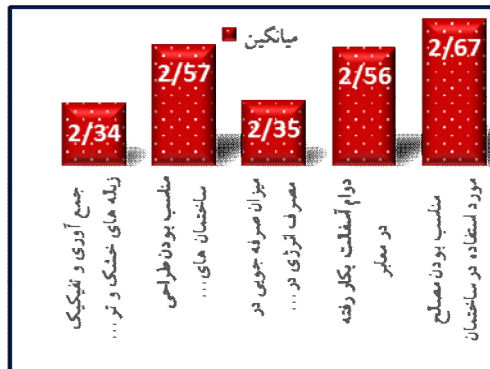 میانگین
2/34
2/57
2/35
2/56
2/67
جمع آوری و تفکیک
زباله های خشک و تر ...
مناسب بودن طراحی
ساختمان های...
میزان صرفه جویی در
مصرف انرژی در ...
دوام آسفالت بکار رفته
در معابر
مناسب بودن مصالح
مورد استفاده در ساختمان